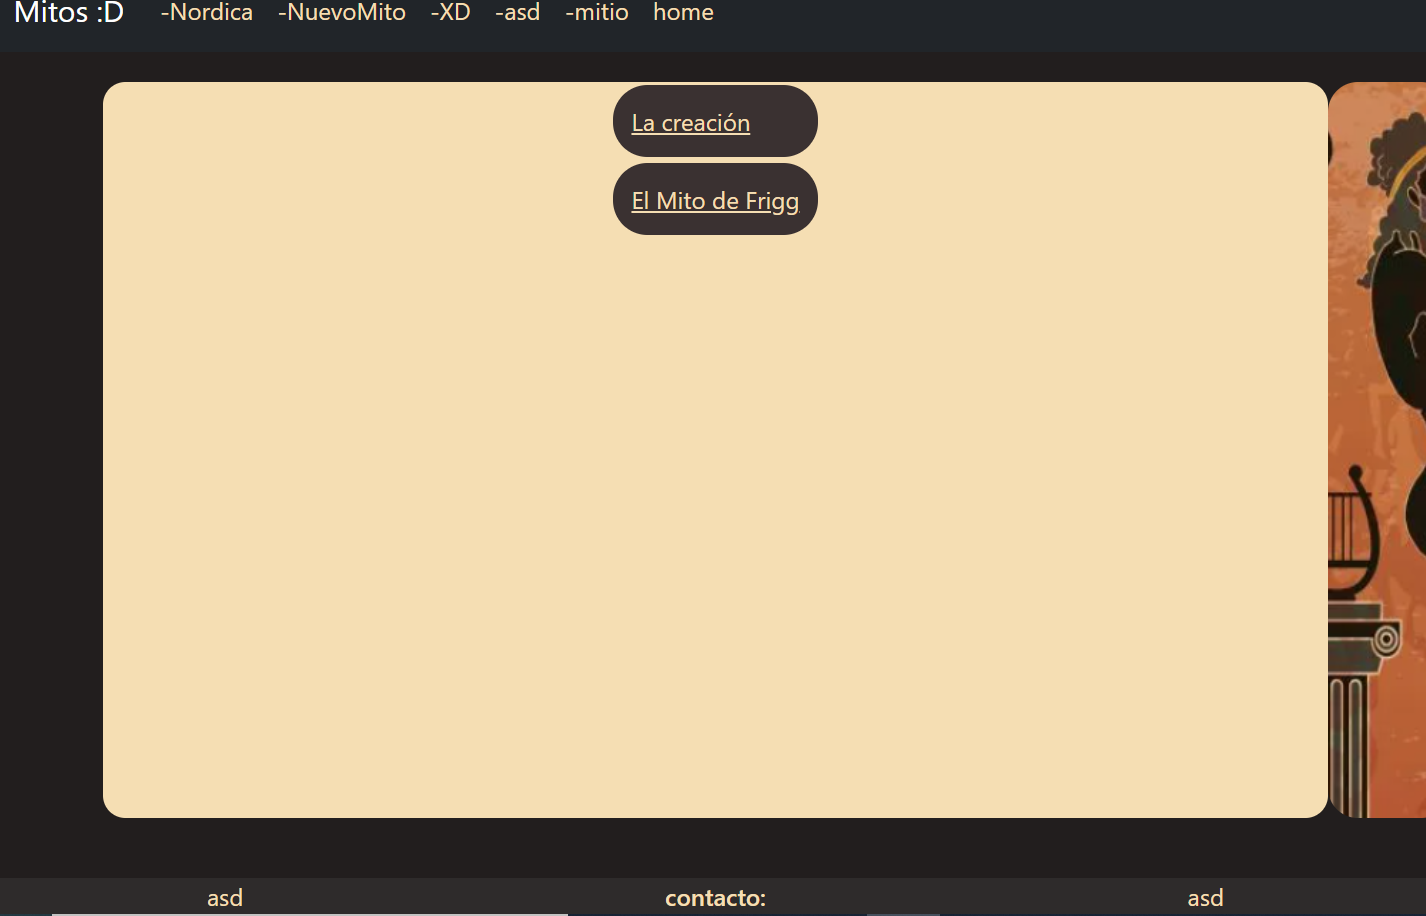 Mitos :D -Nordica -NuevoMito -XD -asd -mitio home
La creación
El Mito de Frigg
asd contacto: asd